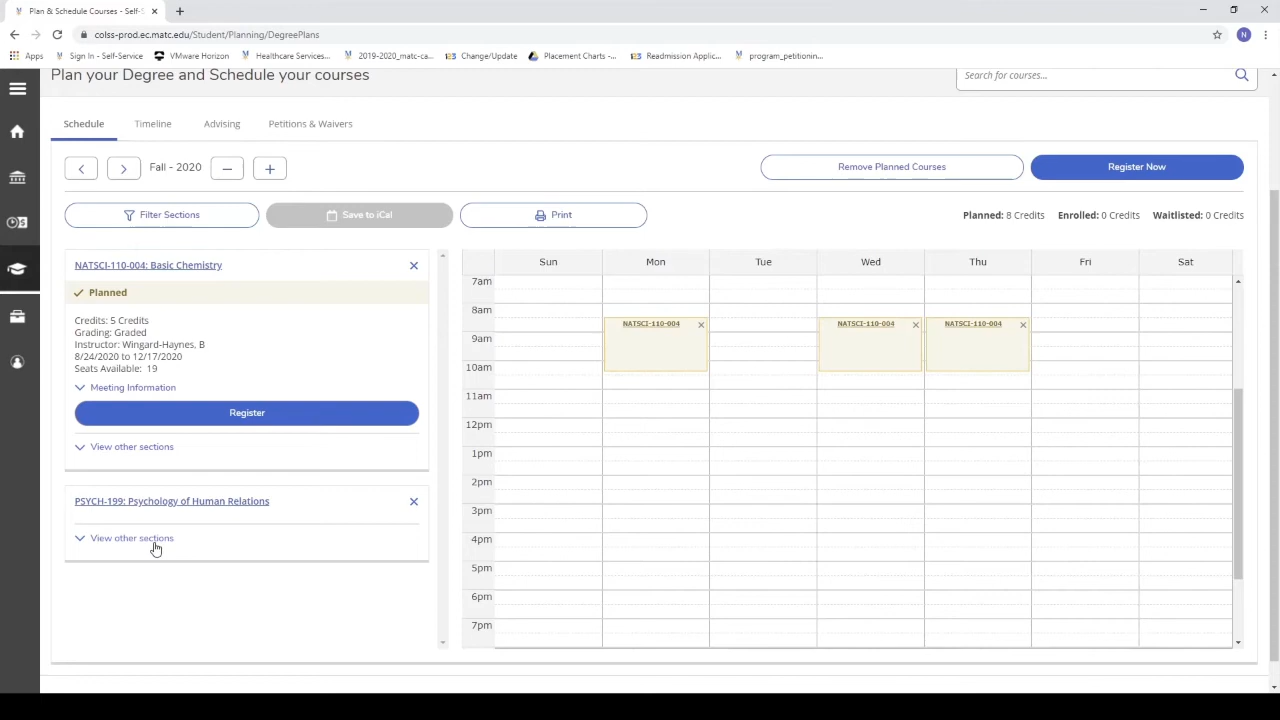 Plan & Schedule Courses - Self-S
colss-prod.ec.matc.edu/Student/Planning/DegreePlans
N
Apps Sign In - Self-Service VMware Horizon Healthcare Services... 2019-2020_matc-ca... 123 Change/Update Placement Charts -... 123 Readmission Applic... program_petitionin...
Plan your Degree and Schedule your courses
Search for courses...
Schedule Timeline Advising Petitions & Waivers
Fall - 2020
Remove Planned Courses
Register Now
Filter Sections
Save to iCal
Print
Planned: 8 Credits Enrolled: 0 Credits Waitlisted: 0 Credits
NATSCI-110-004: Basic Chemistry
Planned
Credits: 5 Credits
Grading: Graded
Instructor: Wingard-Haynes, B
8/24/2020 to 12/17/2020
Seats Available: 19
Meeting Information
Register
View other sections
PSYCH-199: Psychology of Human Relations
View other sections
Sun Mon Tue Wed Thu Fri Sat
7am
8am
NATSCI-110-004 NATSCI-110-004 NATSCI-110-004
9am
10am
11am
12pm
1pm
2pm
3pm
4pm
5pm
6pm
7pm